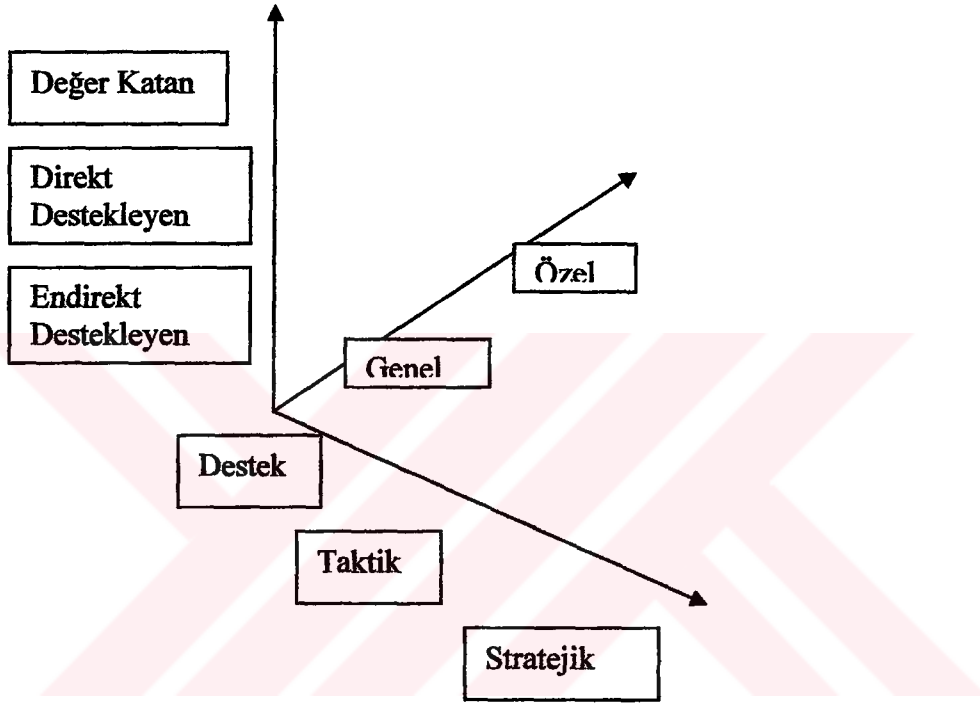 Değer Katan
Direkt
Destekleyen
Endirekt
Destekleyen
Özel
Genel
Destek
Taktik
Stratejik